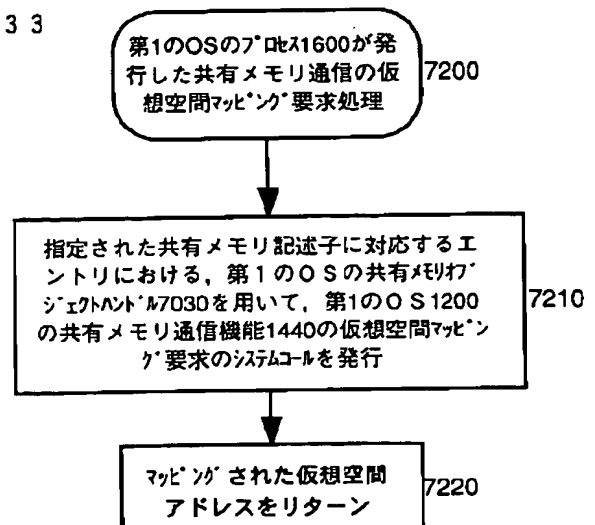 33
第1のOSのﾌﾟﾛｾｽ1600が発
行した共有メモリ通信の仮
想空間ﾏｯﾋﾟﾝｸﾞ要求処理
7200
指定された共有メモリ記述子に対応するエ
ントリにおける，第1のOSの共有ﾒﾓﾘｵﾌﾞ
ｼﾞｪｸﾄﾊﾝﾄﾞﾙ7030を用いて，第1のOS1200
の共有メモリ通信機能1440の仮想空間ﾏｯﾋﾟﾝ
ｸﾞ要求のｼｽﾃﾑｺｰﾙを発行
7210
ﾏｯﾋﾟﾝｸﾞされた仮想空間
アドレスをリターン
7220